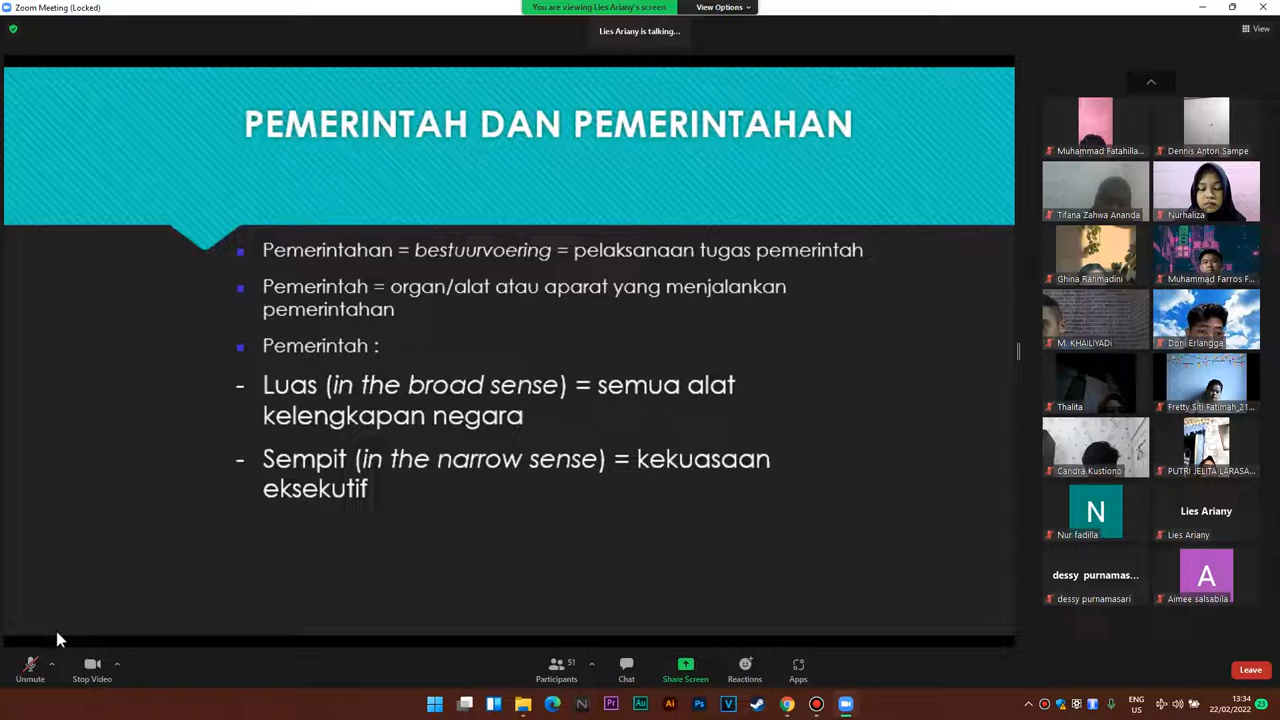 Zoom Meeting (Locked)
You are viewing Lies Ariany's screen
View Options
Lies Ariany is talking...
View
PEMERINTAH DAN PEMERINTAHAN
Pemerintahan = bestuurvoering = pelaksanaan tugas pemerintah
Pemerintah = organ/alat atau aparat yang menjalankan
pemerintahan
Pemerintah :
- Luas (in the broad sense) = semua alat
kelengkapan negara
- Sempit (in the narrow sense) = kekuasaan
eksekutif
Muhammad Fatahilla...
Dennis Anton Sampe
Tifana Zahwa Ananda
Nurhaliza
Ghina Rahmadini
Muhammad Farros F...
M. KHAILIYADI
Doni Erlangga
Thalita
Fretty Siti Fatimah_21...
Candra Kustiono
PUTRI JELITA LARASA...
N
Nur fadilla
Lies Ariany
Lies Ariany
dessy purnamas...
dessy purnamasari
A
Aimee salsabila
Unmute
Stop Video
51
Participants
Chat
Share Screen
Reactions
Apps
Leave
N
Pr
Au
Ai
Ps
V
ENG
US
13:34
22/02/2022
23